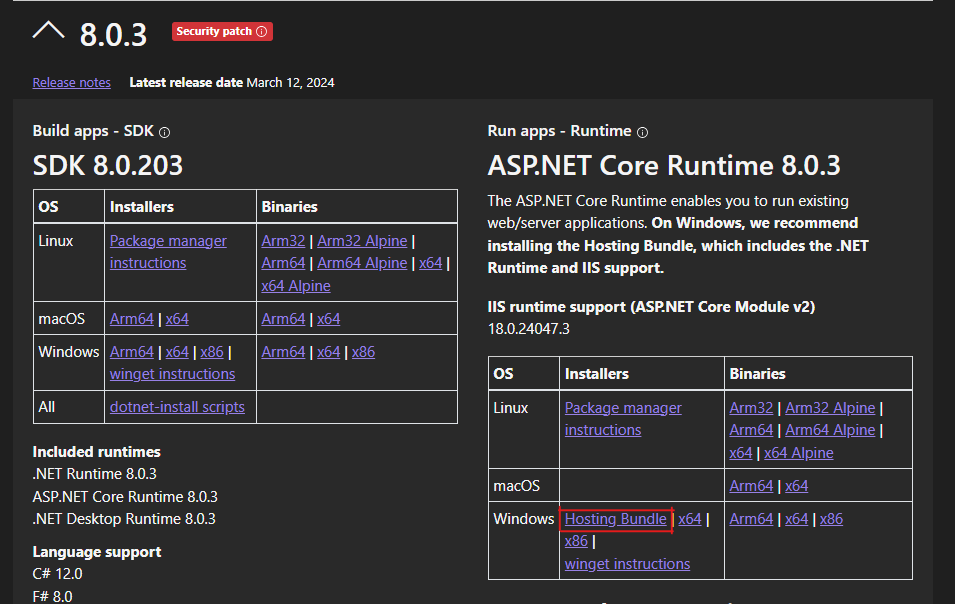 8.0.3 Security patch
Release notes Latest release date March 12, 2024
Build apps - SDK
SDK 8.0.203
OS Installers Binaries
Linux Package manager instructions Arm32 | Arm32 Alpine | Arm64 | Arm64 Alpine | x64 | x64 Alpine
macOS Arm64 | x64 Arm64 | x64
Windows Arm64 | x64 | x86 | winget instructions Arm64 | x64 | x86
All dotnet-install scripts
Included runtimes
.NET Runtime 8.0.3
ASP.NET Core Runtime 8.0.3
.NET Desktop Runtime 8.0.3
Language support
C# 12.0
F# 8.0
Run apps - Runtime
ASP.NET Core Runtime 8.0.3
The ASP.NET Core Runtime enables you to run existing
web/server applications. On Windows, we recommend
installing the Hosting Bundle, which includes the .NET
Runtime and IIS support.
IIS runtime support (ASP.NET Core Module v2)
18.0.24047.3
OS Installers Binaries
Linux Package manager instructions Arm32 | Arm32 Alpine | Arm64 | Arm64 Alpine | x64 | x64 Alpine
macOS Arm64 | x64
Windows Hosting Bundle | x64 | x86 | winget instructions Arm64 | x64 | x86